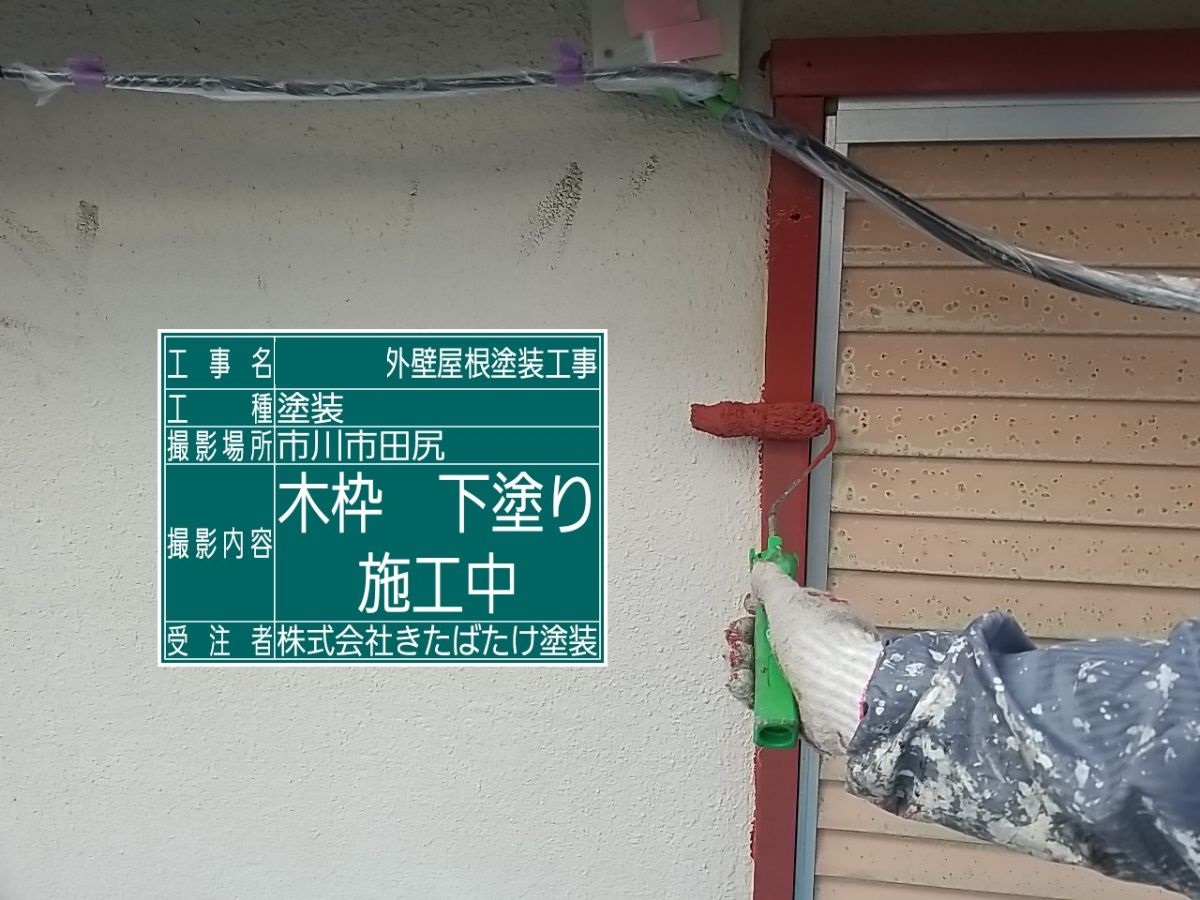 工事名 外壁屋根塗装工事
工種 塗装
撮影場所 市川市田尻
撮影内容 木枠 下塗り
施工中
受注者 株式会社きたばたけ塗装